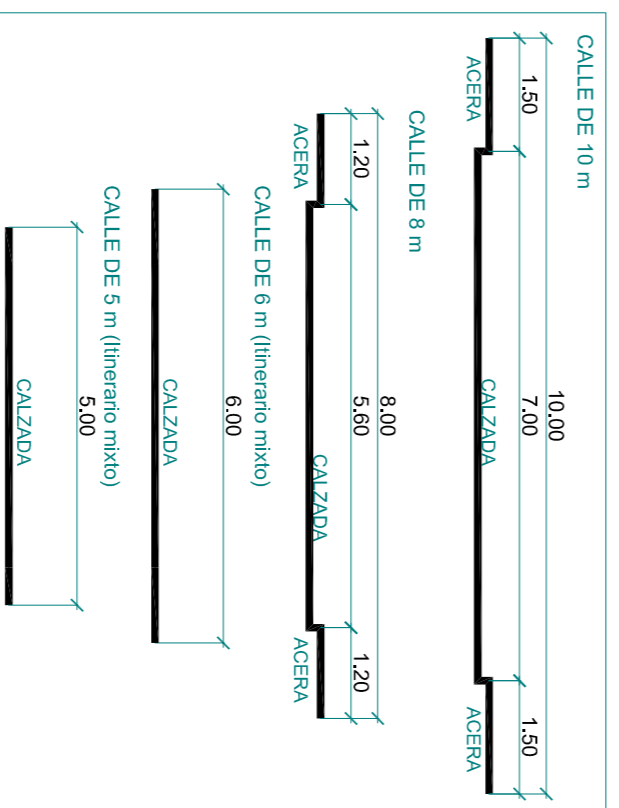 CALLE DE 10 m
10.00
1.50 7.00 1.50
ACERA CALZADA ACERA
CALLE DE 8 m
8.00
1.20 5.60 1.20
ACERA CALZADA ACERA
CALLE DE 6 m (Itinerario mixto)
6.00
CALZADA
CALLE DE 5 m (Itinerario mixto)
5.00
CALZADA